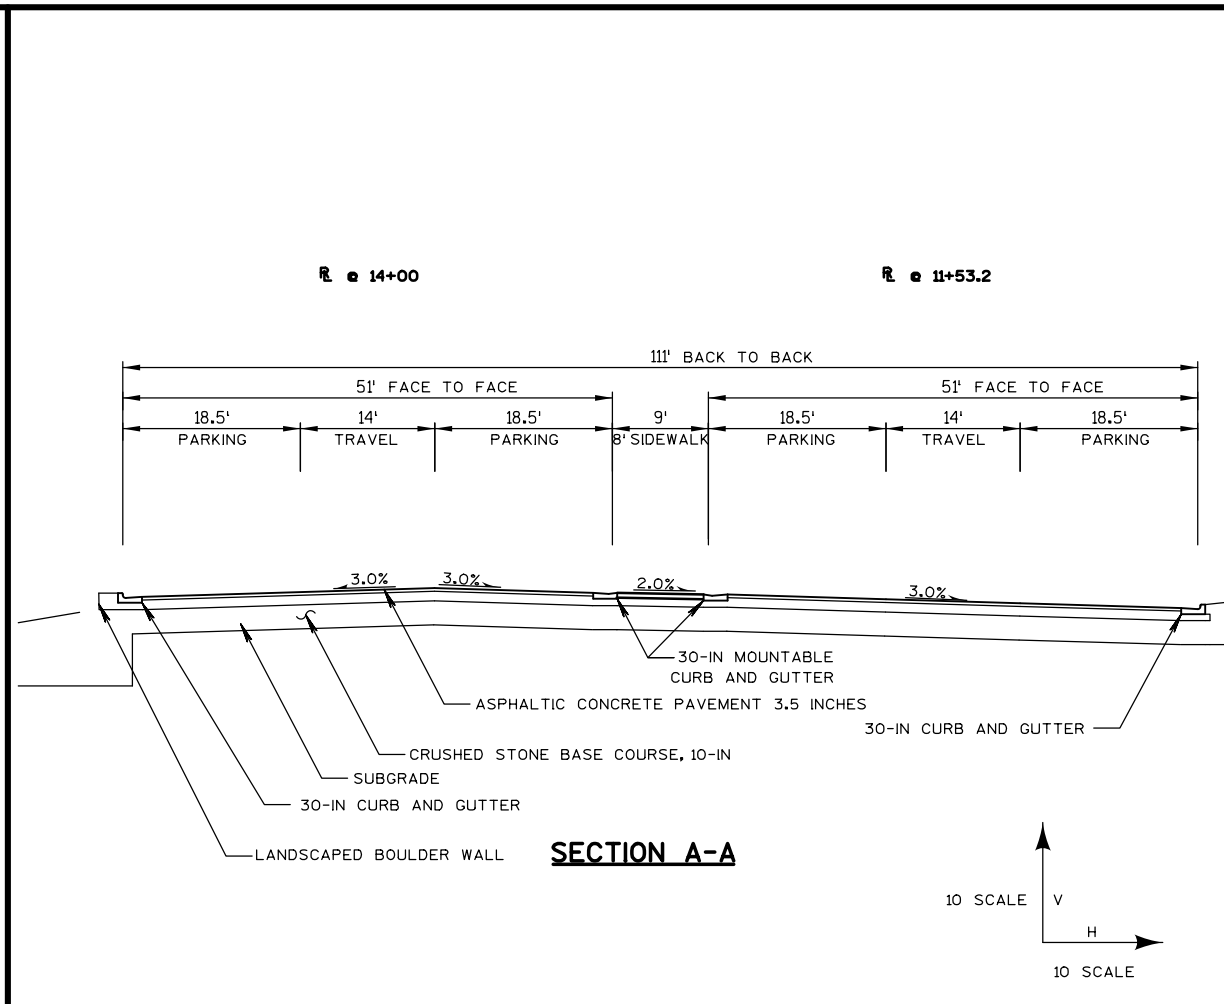 ℞ @ 14+00
℞ @ 11+53.2
111' BACK TO BACK
51' FACE TO FACE
51' FACE TO FACE
18.5'
PARKING
14'
TRAVEL
18.5'
PARKING
9'
8' SIDEWALK
18.5'
PARKING
14'
TRAVEL
18.5'
PARKING
3.0%
3.0%
2.0%
3.0%
30-IN MOUNTABLE
CURB AND GUTTER
ASPHALTIC CONCRETE PAVEMENT 3.5 INCHES
30-IN CURB AND GUTTER
CRUSHED STONE BASE COURSE, 10-IN
SUBGRADE
30-IN CURB AND GUTTER
LANDSCAPED BOULDER WALL
SECTION A-A
10 SCALE
V
H
10 SCALE